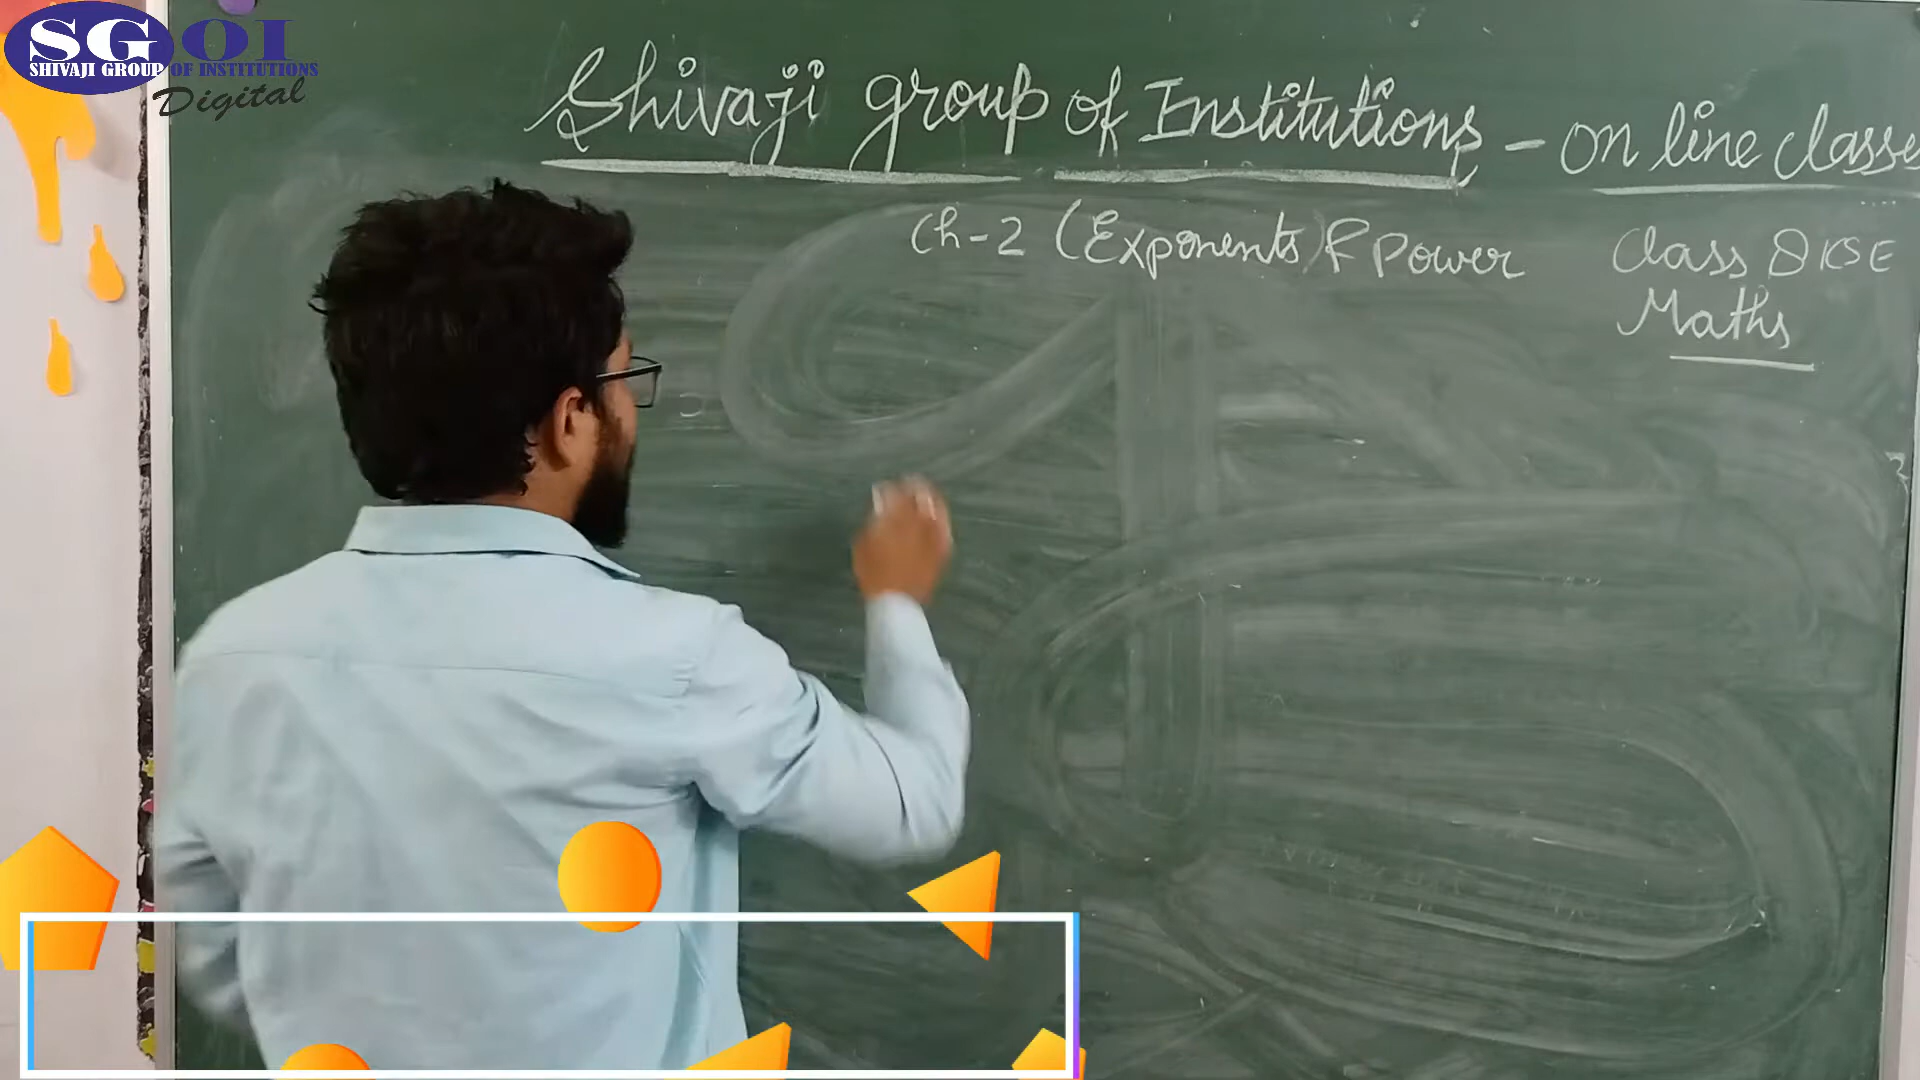 SGOI
SHIVAJI GROUP OF INSTITUTIONS
Digital
Shivaji group of Institutions - on line classe
Ch-2 (Exponents) & Power
Class 8 KSE
Maths
3